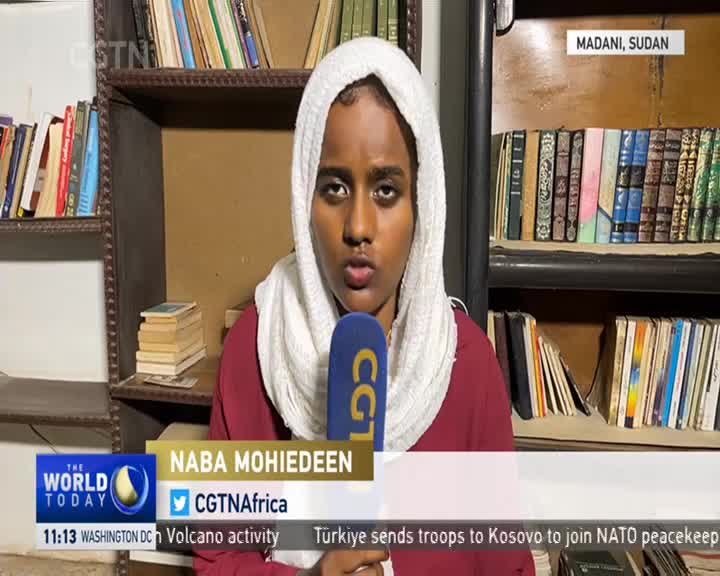 CGTN
MADANI, SUDAN
CGTN
NABA MOHIEDEEN
CGTNAfrica
THE
WORLD
TODAY
11:13 WASHINGTON DC
Volcano activity Türkiye sends troops to Kosovo to join NATO peacekeep